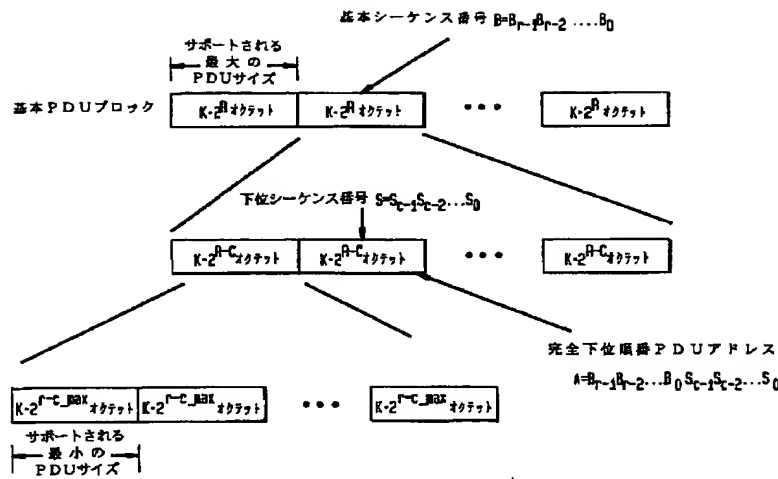 基本シーケンス番号 B=B_{r-1}B_{r-2} ....B_0
サポートされる
最大の
PDUサイズ
基本PDUブロック
K-2^R オクテット
K-2^R オクテット
•••
K-2^R オクテット
下位シーケンス番号 S=S_{c-1}S_{c-2}...S_0
K-2^{R-C} オクテット
K-2^{R-C} オクテット
•••
K-2^{R-C} オクテット
完全下位順番PDUアドレス
A=B_{r-1}B_{r-2}...B_0 S_{c-1}S_{c-2}...S_0
K-2^{r-c_max} オクテット
K-2^{r-c_max} オクテット
•••
K-2^{r-c_max} オクテット
サポートされる
最小の
PDUサイズ